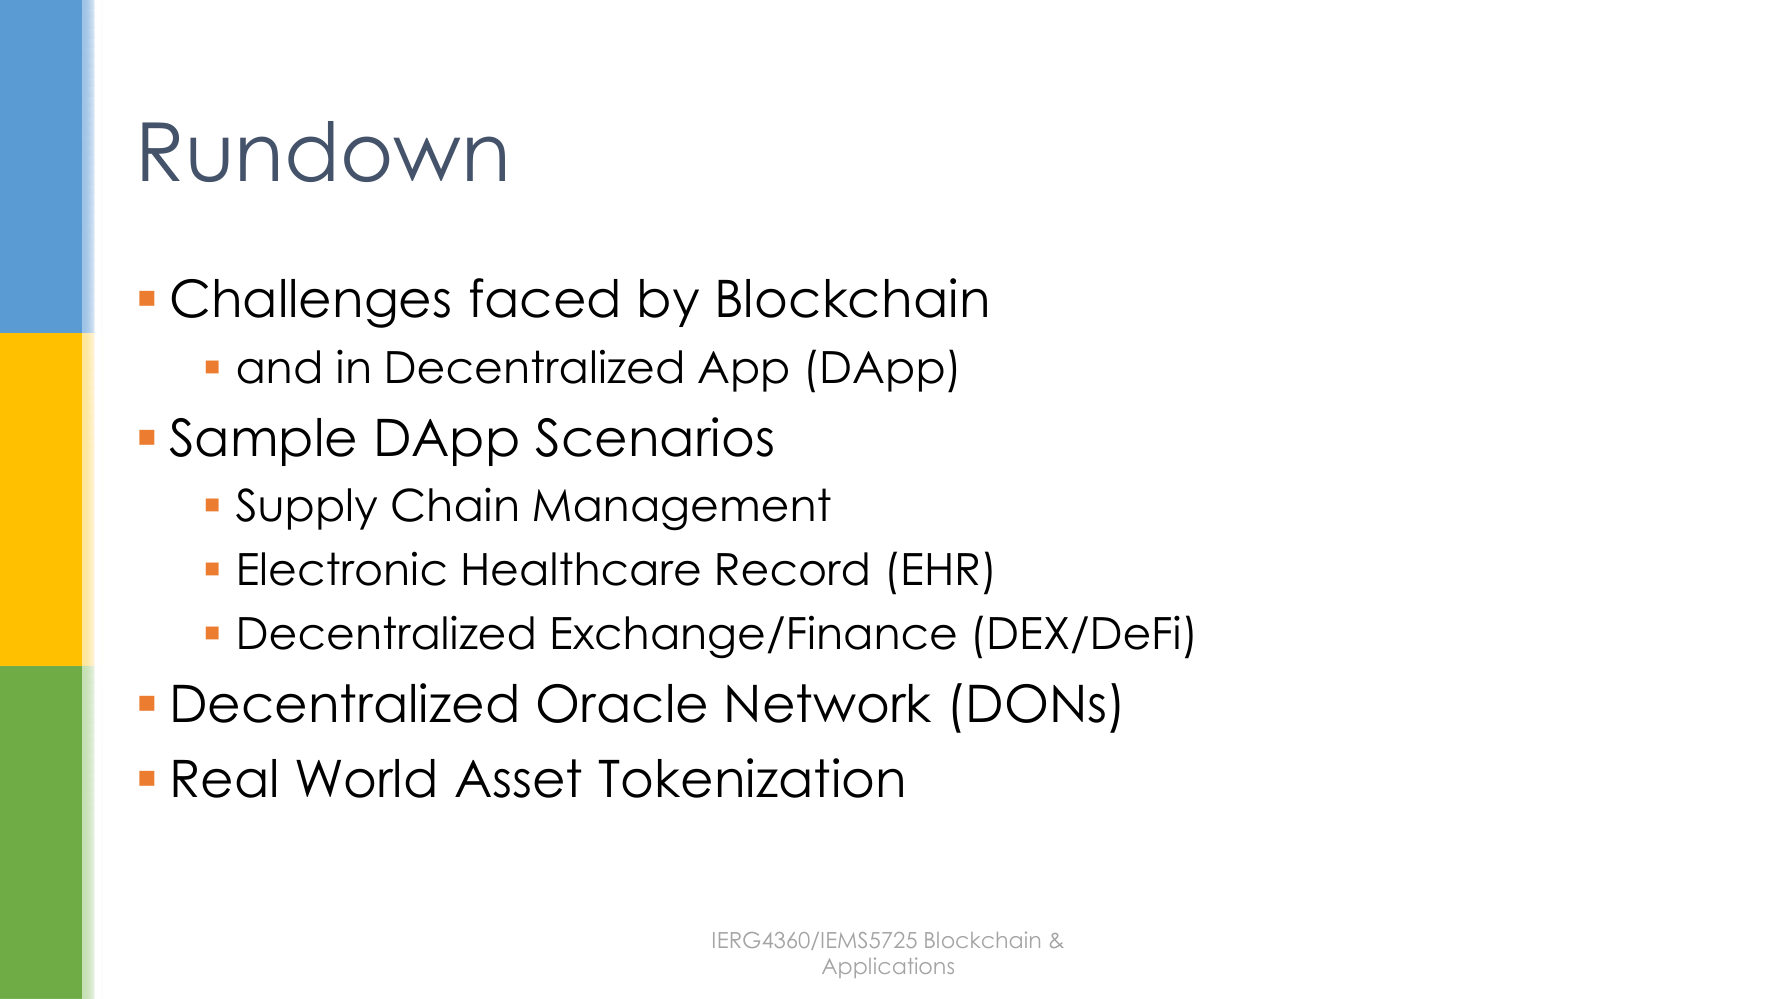 Rundown
Challenges faced by Blockchain
and in Decentralized App (DApp)
Sample DApp Scenarios
Supply Chain Management
Electronic Healthcare Record (EHR)
Decentralized Exchange/Finance (DEX/DeFi)
Decentralized Oracle Network (DONs)
Real World Asset Tokenization
IERG4360/IEMS5725 Blockchain &
Applications